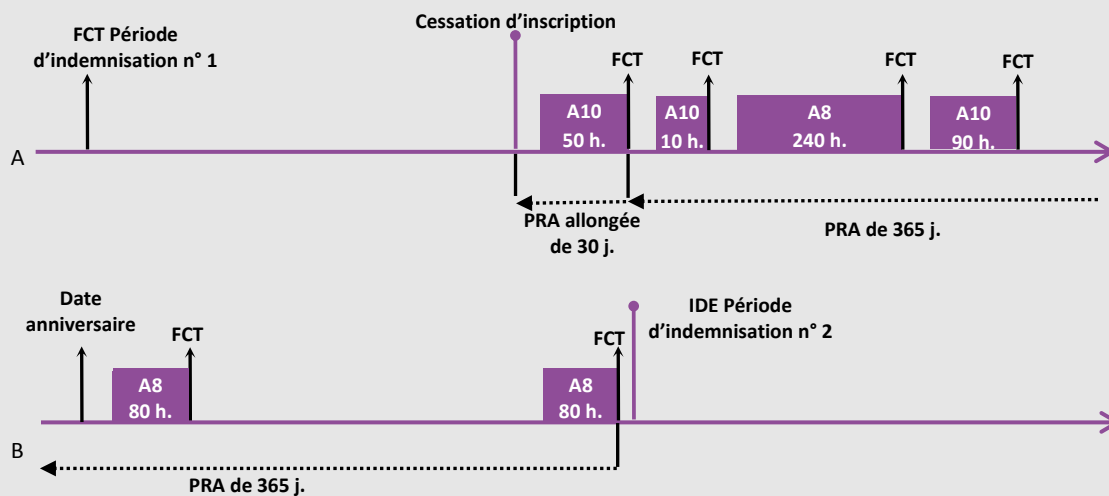 Cessation d’inscription
FCT Période
d’indemnisation n° 1
FCT
FCT
FCT
FCT
A10
50 h.
A10
10 h.
A8
240 h.
A10
90 h.
A
PRA allongée
de 30 j.
PRA de 365 j.
Date
anniversaire
FCT
IDE Période
d’indemnisation n° 2
FCT
A8
80 h.
A8
80 h.
B
PRA de 365 j.